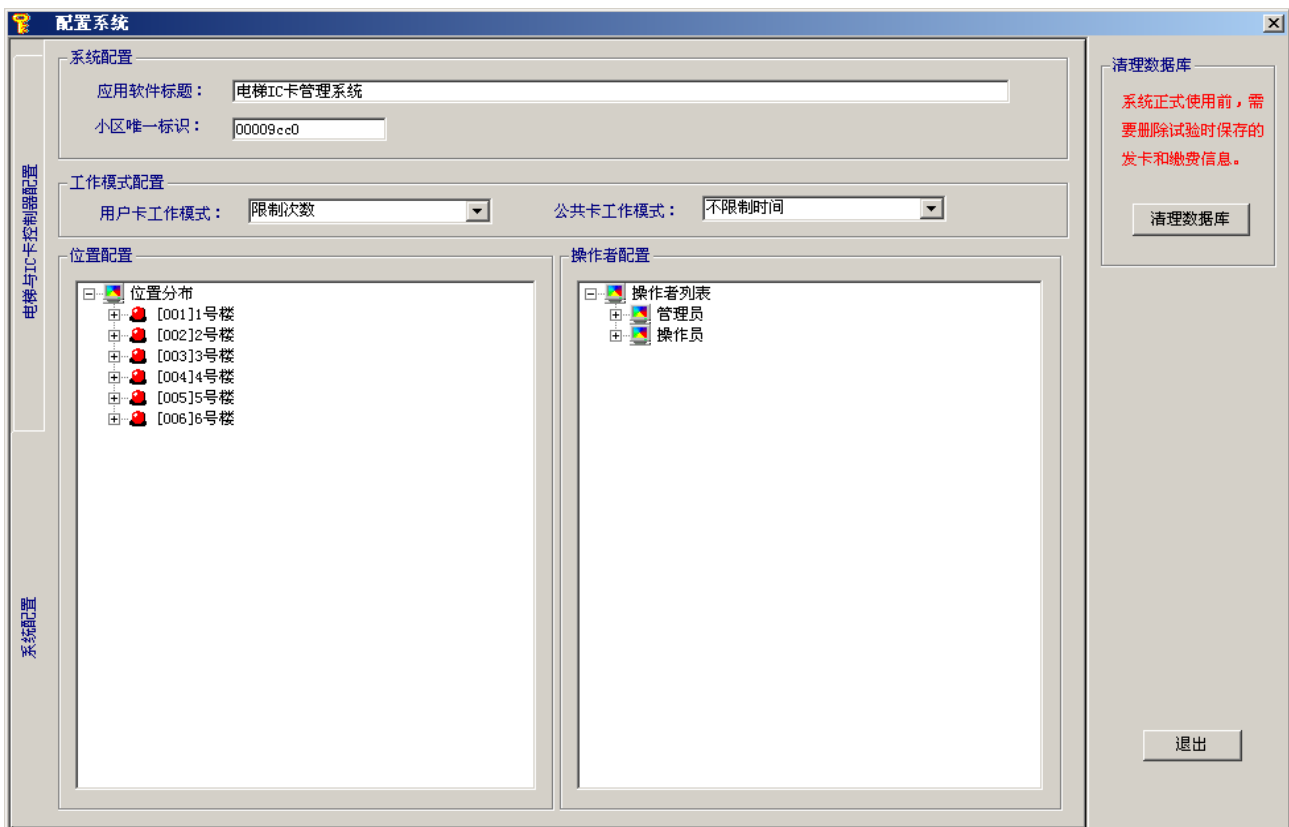 配置系统
系统配置
应用软件标题：
电梯IC卡管理系统
小区唯一标识：
00009cc0
工作模式配置
用户卡工作模式：
限制次数
公共卡工作模式：
不限制时间
位置配置
位置分布
[001]1号楼
[002]2号楼
[003]3号楼
[004]4号楼
[005]5号楼
[006]6号楼
操作者配置
操作者列表
管理员
操作员
清理数据库
系统正式使用前，需
要删除试验时保存的
发卡和缴费信息。
清理数据库
退出
电梯与IC卡控制器配置
系统配置